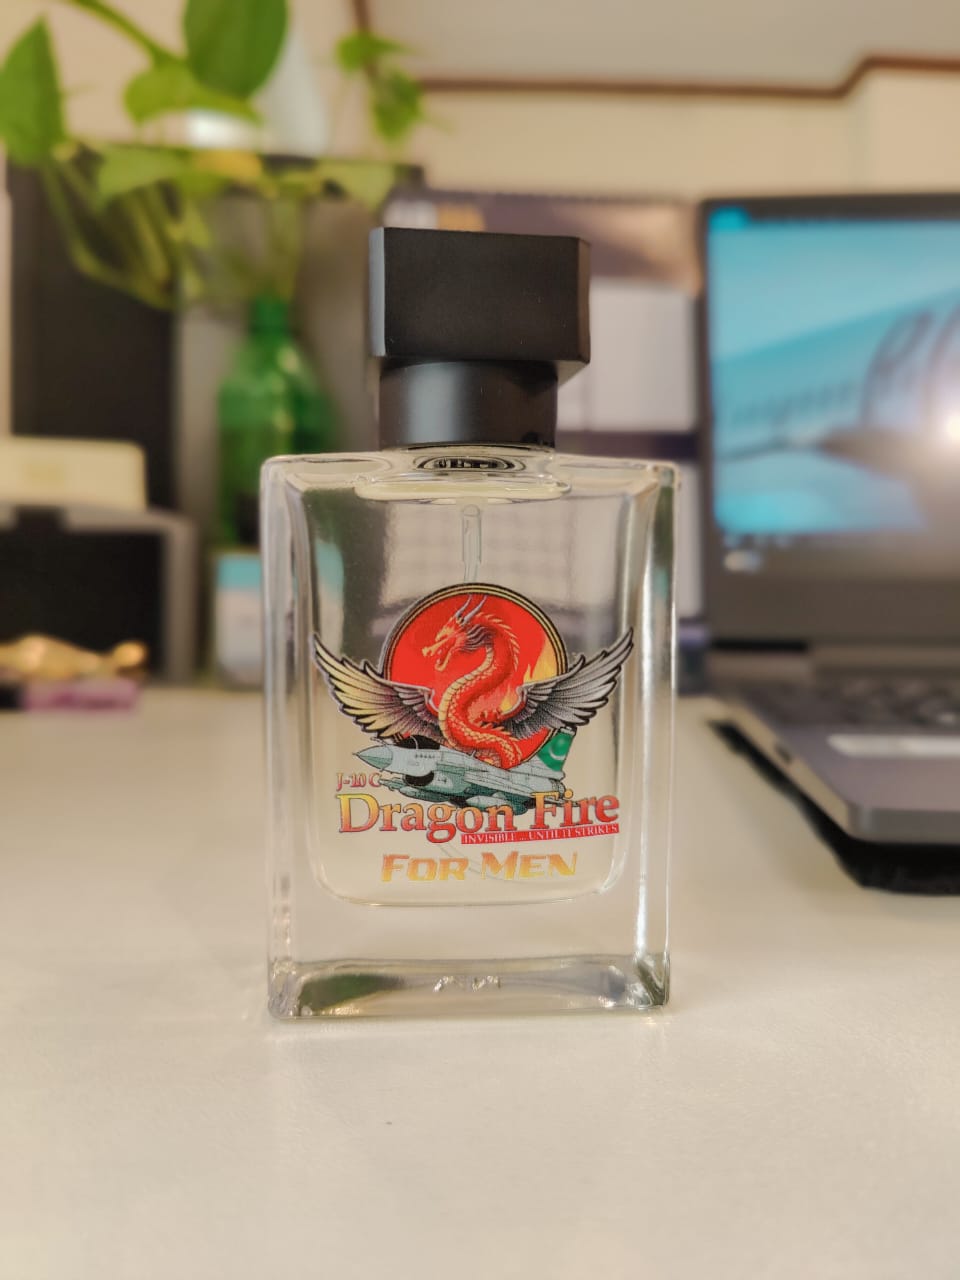 J-10 C
Dragon Fire
INVISIBLE... UNTIL IT STRIKES
FOR MEN